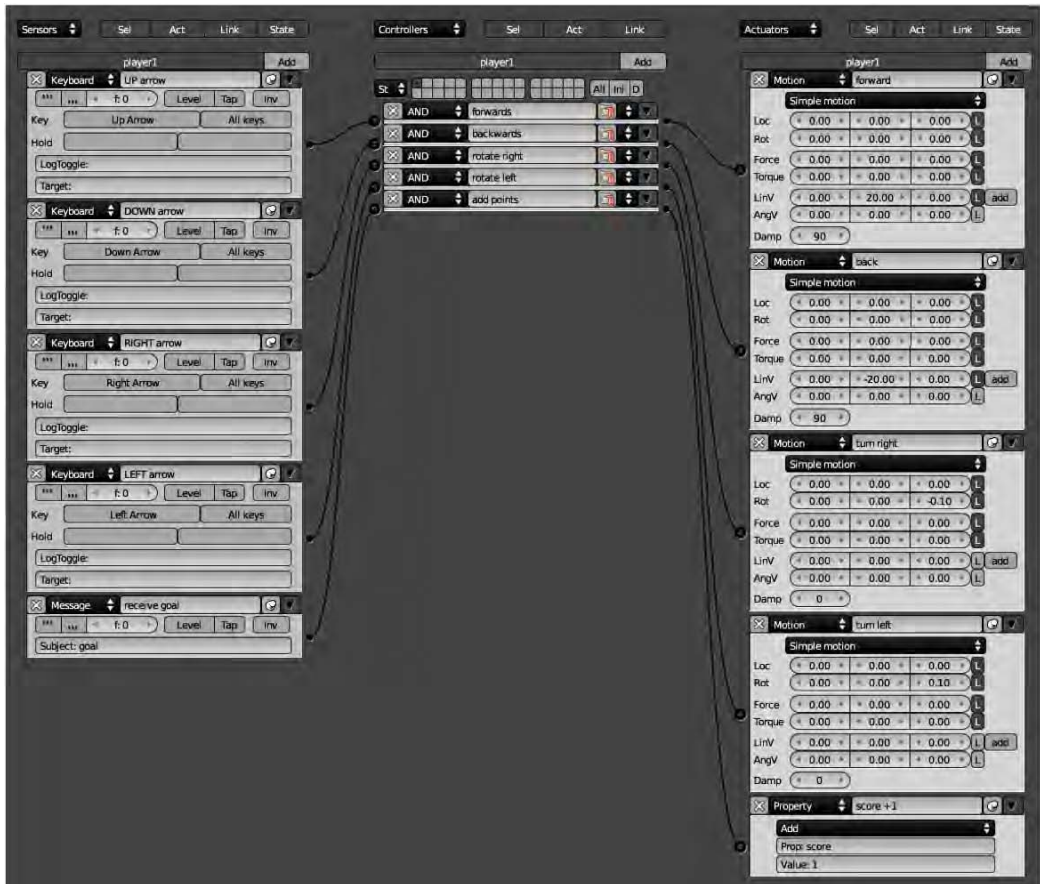 Sensors Sel Act Link State
player1 Add
Keyboard UP arrow
f: 0 Level Tap Inv
Key Up Arrow All keys
Hold
LogToggle:
Target:
Keyboard DOWN arrow
f: 0 Level Tap Inv
Key Down Arrow All keys
Hold
LogToggle:
Target:
Keyboard RIGHT arrow
f: 0 Level Tap Inv
Key Right Arrow All keys
Hold
LogToggle:
Target:
Keyboard LEFT arrow
f: 0 Level Tap Inv
Key Left Arrow All keys
Hold
LogToggle:
Target:
Message receive goal
f: 0 Level Tap Inv
Subject: goal
Controllers Sel Act Link
player1 Add
St All Ini D
AND forwards
AND backwards
AND rotate right
AND rotate left
AND add points
Actuators Sel Act Link State
player1 Add
Motion forward
Simple motion
Loc 0.00 0.00 0.00 L
Rot 0.00 0.00 0.00 L
Force 0.00 0.00 0.00 L
Torque 0.00 0.00 0.00 L
LinV 0.00 20.00 0.00 L add
AngV 0.00 0.00 0.00 L
Damp 90
Motion back
Simple motion
Loc 0.00 0.00 0.00 L
Rot 0.00 0.00 0.00 L
Force 0.00 0.00 0.00 L
Torque 0.00 0.00 0.00 L
LinV 0.00 -20.00 0.00 L add
AngV 0.00 0.00 0.00 L
Damp 90
Motion turn right
Simple motion
Loc 0.00 0.00 0.00 L
Rot 0.00 0.00 -0.10 L
Force 0.00 0.00 0.00 L
Torque 0.00 0.00 0.00 L
LinV 0.00 0.00 0.00 L add
AngV 0.00 0.00 0.00 L
Damp 0
Motion turn left
Simple motion
Loc 0.00 0.00 0.00 L
Rot 0.00 0.00 0.10 L
Force 0.00 0.00 0.00 L
Torque 0.00 0.00 0.00 L
LinV 0.00 0.00 0.00 L add
AngV 0.00 0.00 0.00 L
Damp 0
Property score +1
Add
Prop: score
Value: 1